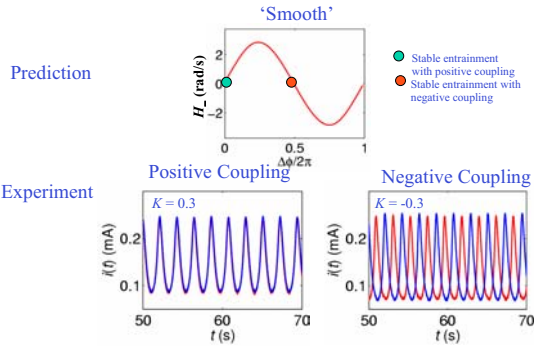 ‘Smooth’
Prediction
H_ (rad/s)
2
0
-2
0
0.5
1
Δϕ/2π
Stable entrainment
with positive coupling
Stable entrainment with
negative coupling
Experiment
Positive Coupling
K = 0.3
i(t) (mA)
0.2
0.1
50
60
70
t (s)
Negative Coupling
K = -0.3
i(t) (mA)
0.2
0.1
50
60
70
t (s)